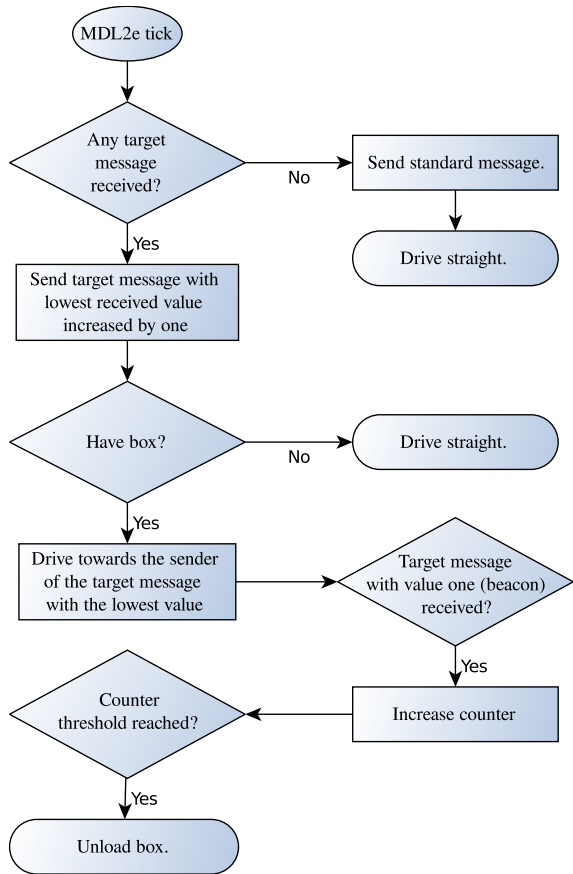 MDL2e tick
Any target
message
received?
No
Send standard message.
Drive straight.
Yes
Send target message with
lowest received value
increased by one
Have box?
No
Drive straight.
Yes
Drive towards the sender
of the target message
with the lowest value
Target message
with value one (beacon)
received?
Yes
Increase counter
Counter
threshold reached?
Yes
Unload box.